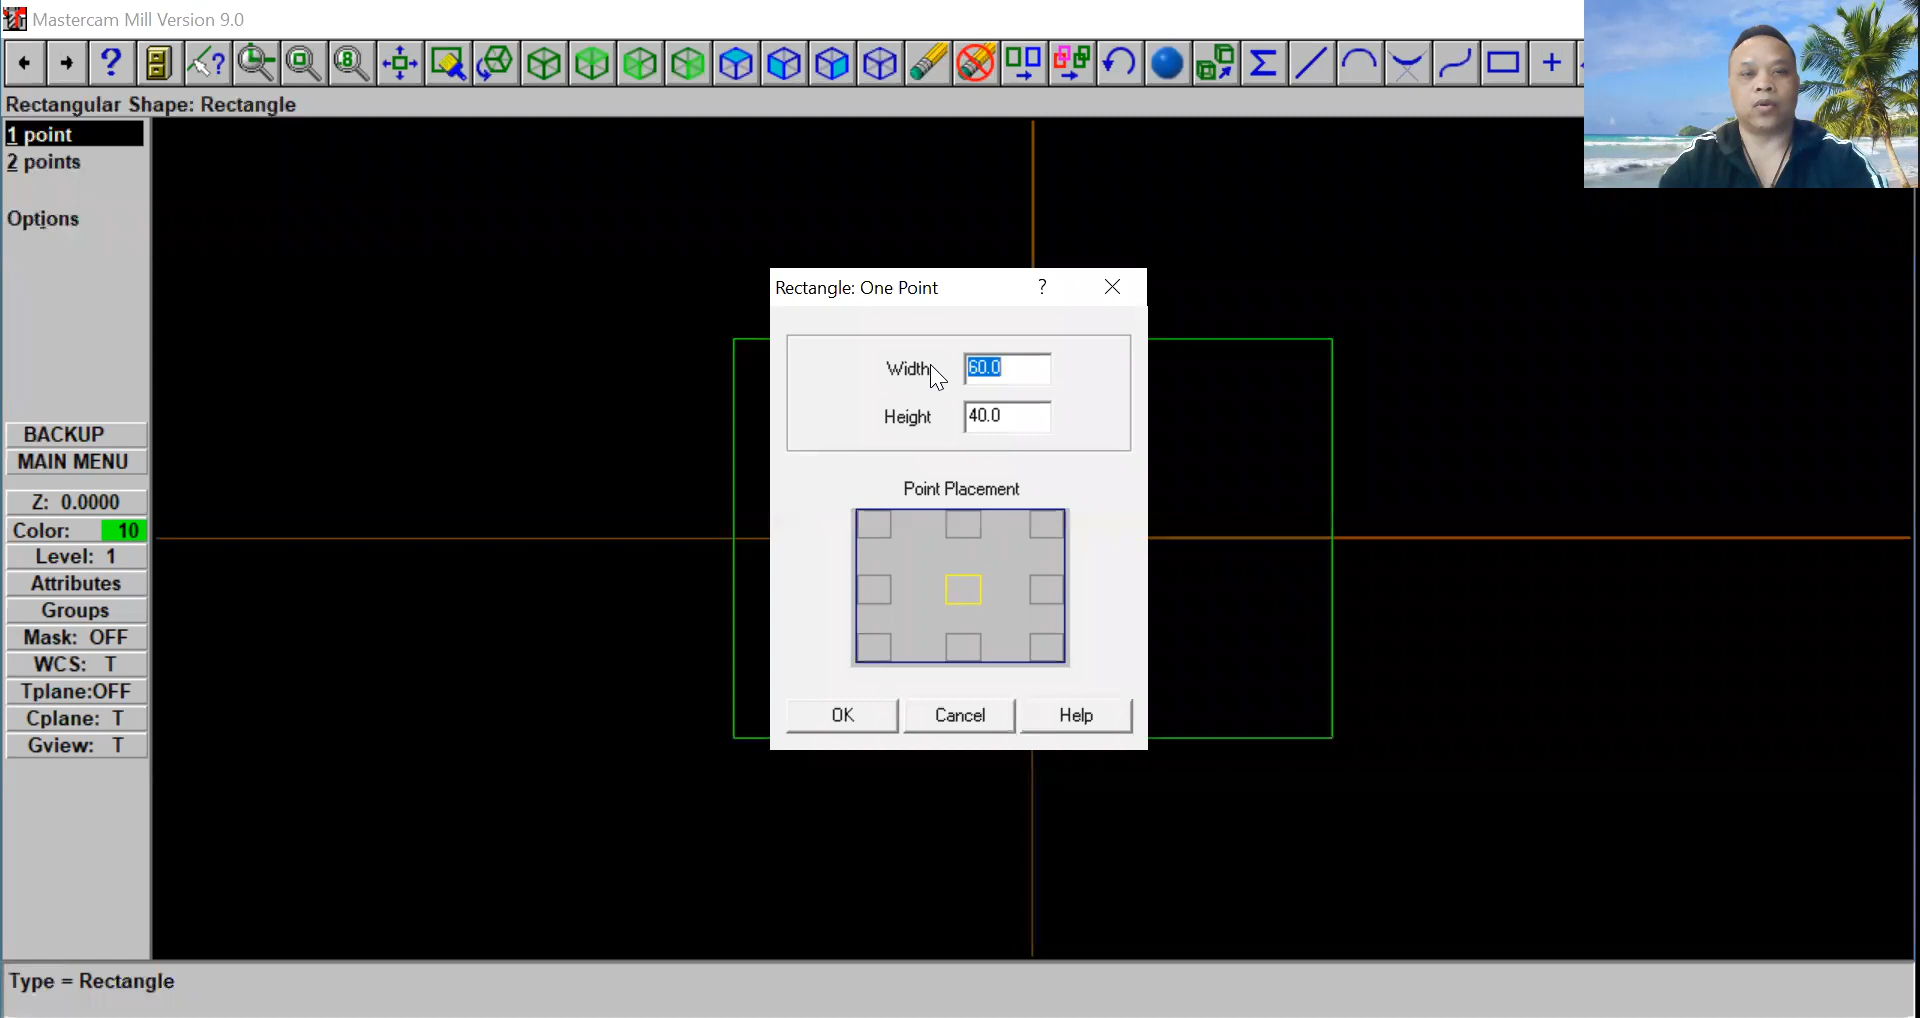 Mastercam Mill Version 9.0
Rectangular Shape: Rectangle
1 point
2 points
Options
BACKUP
MAIN MENU
Z: 0.0000
Color: 10
Level: 1
Attributes
Groups
Mask: OFF
WCS: T
Tplane:OFF
Cplane: T
Gview: T
Rectangle: One Point
?
Width
60.0
Height
40.0
Point Placement
OK
Cancel
Help
Type = Rectangle